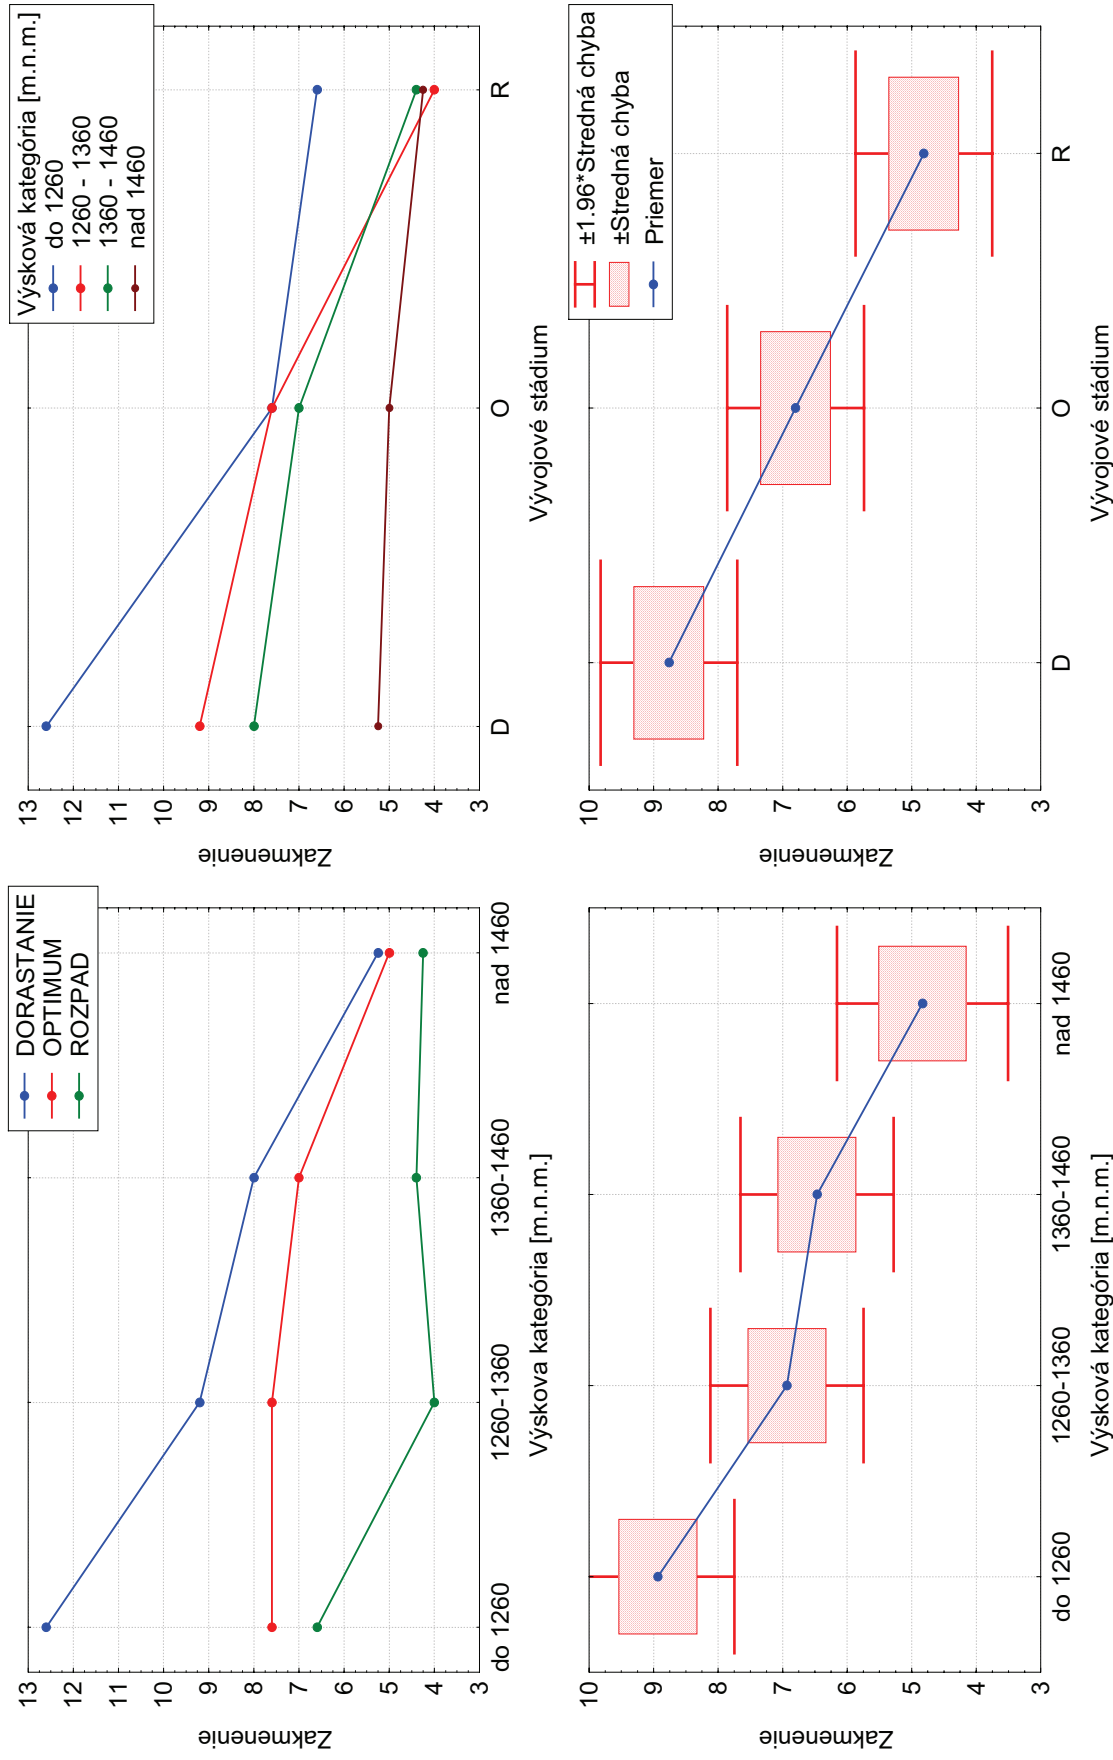 DORASTANIE
OPTIMUM
ROZPAD
13
12
11
10
9
8
7
6
5
4
3
Zakmenenie
do 1260
1260-1360
1360-1460
nad 1460
Výskova kategória [m.n.m.]
Výsková kategória [m.n.m.]
do 1260
1260 - 1360
1360 - 1460
nad 1460
13
12
11
10
9
8
7
6
5
4
3
Zakmenenie
D
O
R
Vývojové stádium
10
9
8
7
6
5
4
3
Zakmenenie
do 1260
1260-1360
1360-1460
nad 1460
Výsková kategória [m.n.m.]
±1.96*Stredná chyba
±Stredná chyba
Priemer
10
9
8
7
6
5
4
3
Zakmenenie
D
O
R
Vývojové stádium